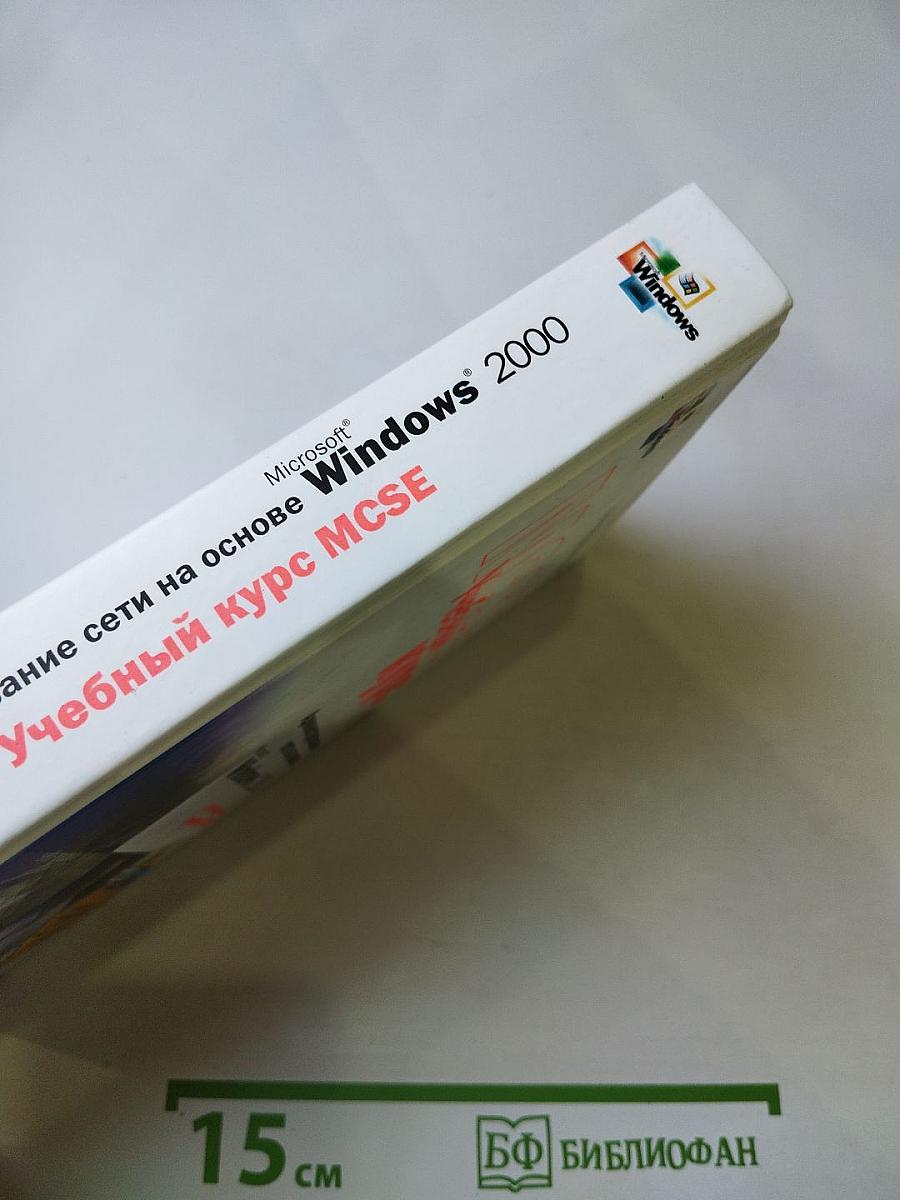 Microsoft®
ание сети на основе Windows® 2000
Учебный курс MCSE
Windows
15 см
БФ БИБЛИОФАН